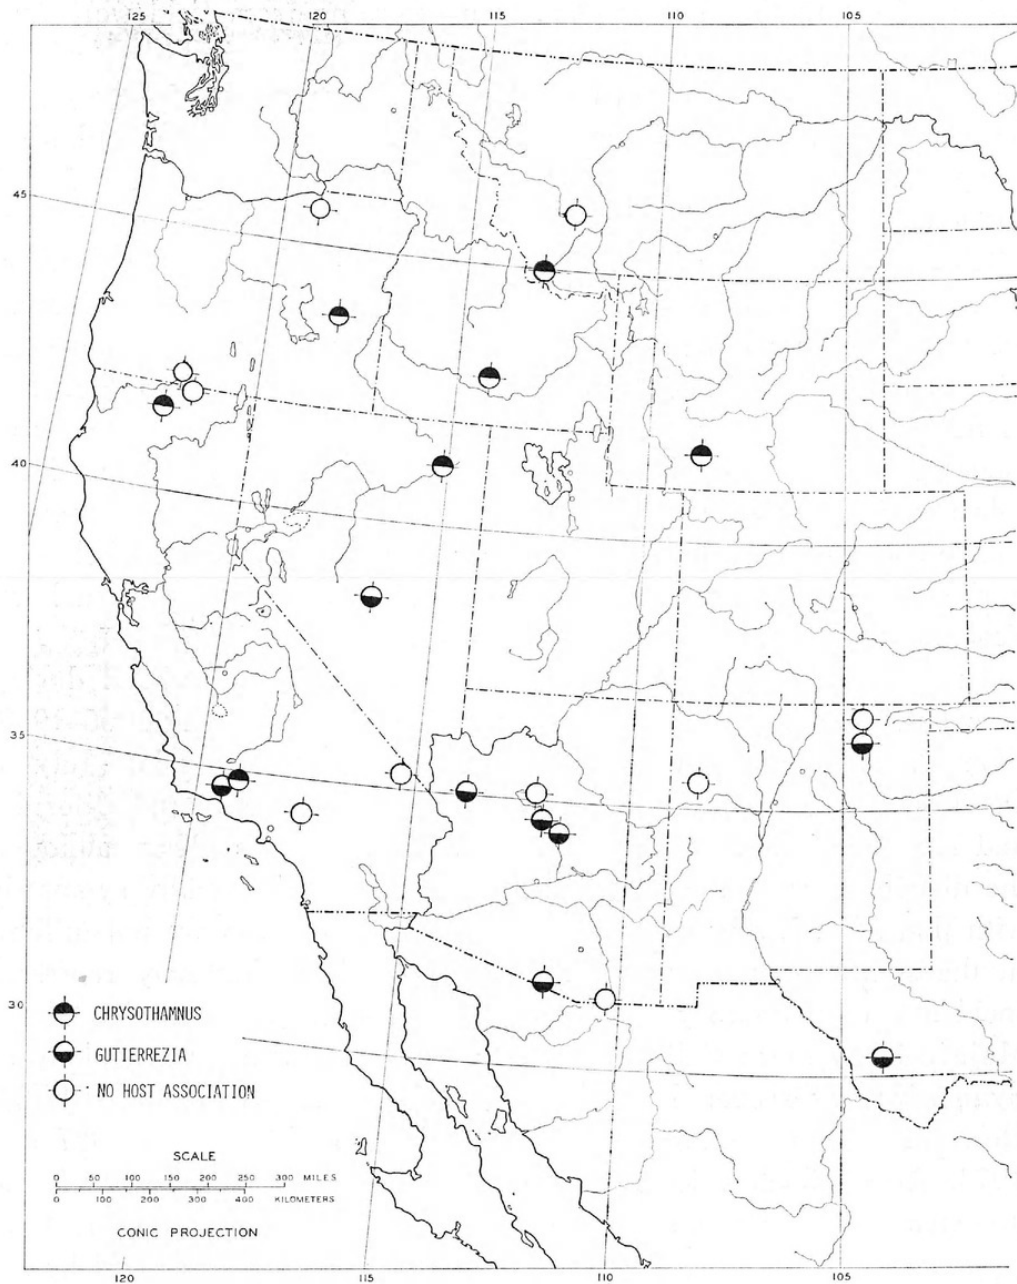 125 120 115 110 105
45
40
35
30
CHRYSOTHAMNUS
GUTIERREZIA
NO HOST ASSOCIATION
SCALE
0 50 100 150 200 250 300 MILES
0 100 200 300 400 KILOMETERS
CONIC PROJECTION
120 115 110 105